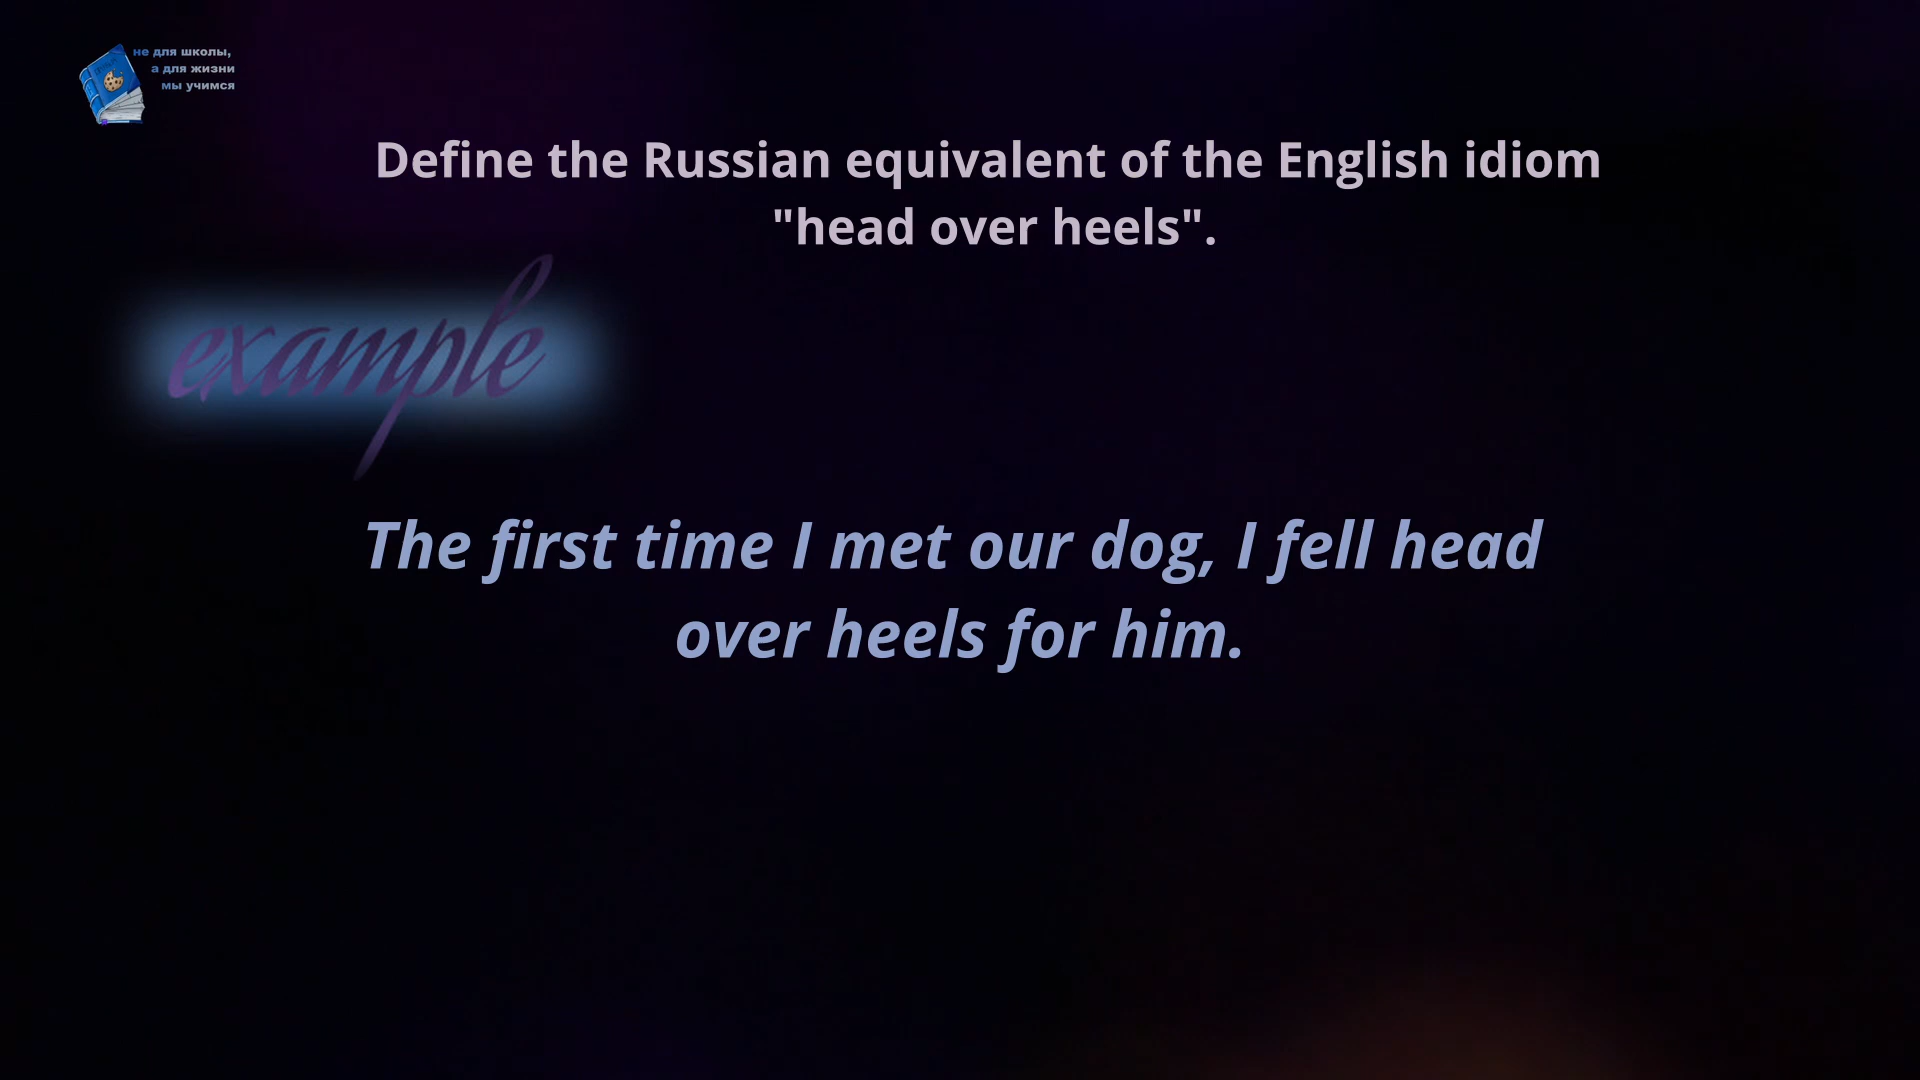 не для школы,
а для жизни
мы учимся
Define the Russian equivalent of the English idiom
"head over heels".
example
The first time I met our dog, I fell head
over heels for him.